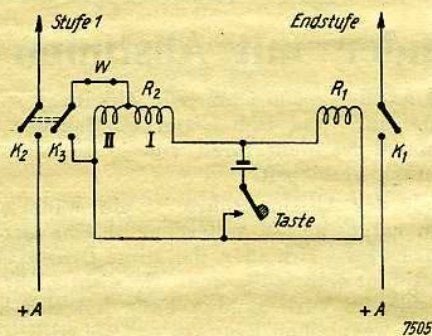 Stufe 1
Endstufe
W
R₂
R₁
II
I
K₂
K₃
K₁
Taste
+A
+A
7505